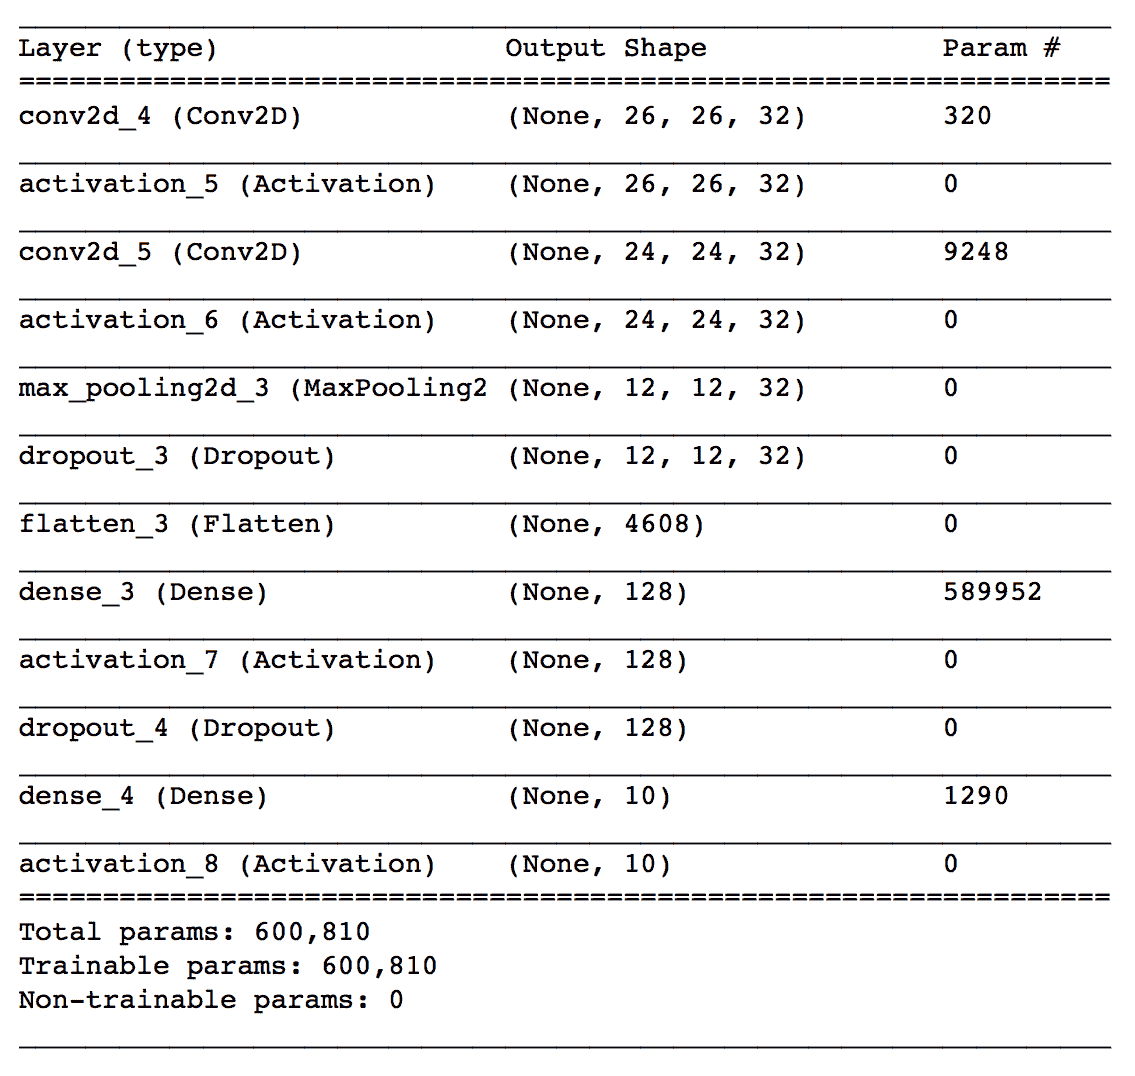 Layer (type) Output Shape Param #
=================================================================
conv2d_4 (Conv2D) (None, 26, 26, 32) 320
activation_5 (Activation) (None, 26, 26, 32) 0
conv2d_5 (Conv2D) (None, 24, 24, 32) 9248
activation_6 (Activation) (None, 24, 24, 32) 0
max_pooling2d_3 (MaxPooling2 (None, 12, 12, 32) 0
dropout_3 (Dropout) (None, 12, 12, 32) 0
flatten_3 (Flatten) (None, 4608) 0
dense_3 (Dense) (None, 128) 589952
activation_7 (Activation) (None, 128) 0
dropout_4 (Dropout) (None, 128) 0
dense_4 (Dense) (None, 10) 1290
activation_8 (Activation) (None, 10) 0
=================================================================
Total params: 600,810
Trainable params: 600,810
Non-trainable params: 0